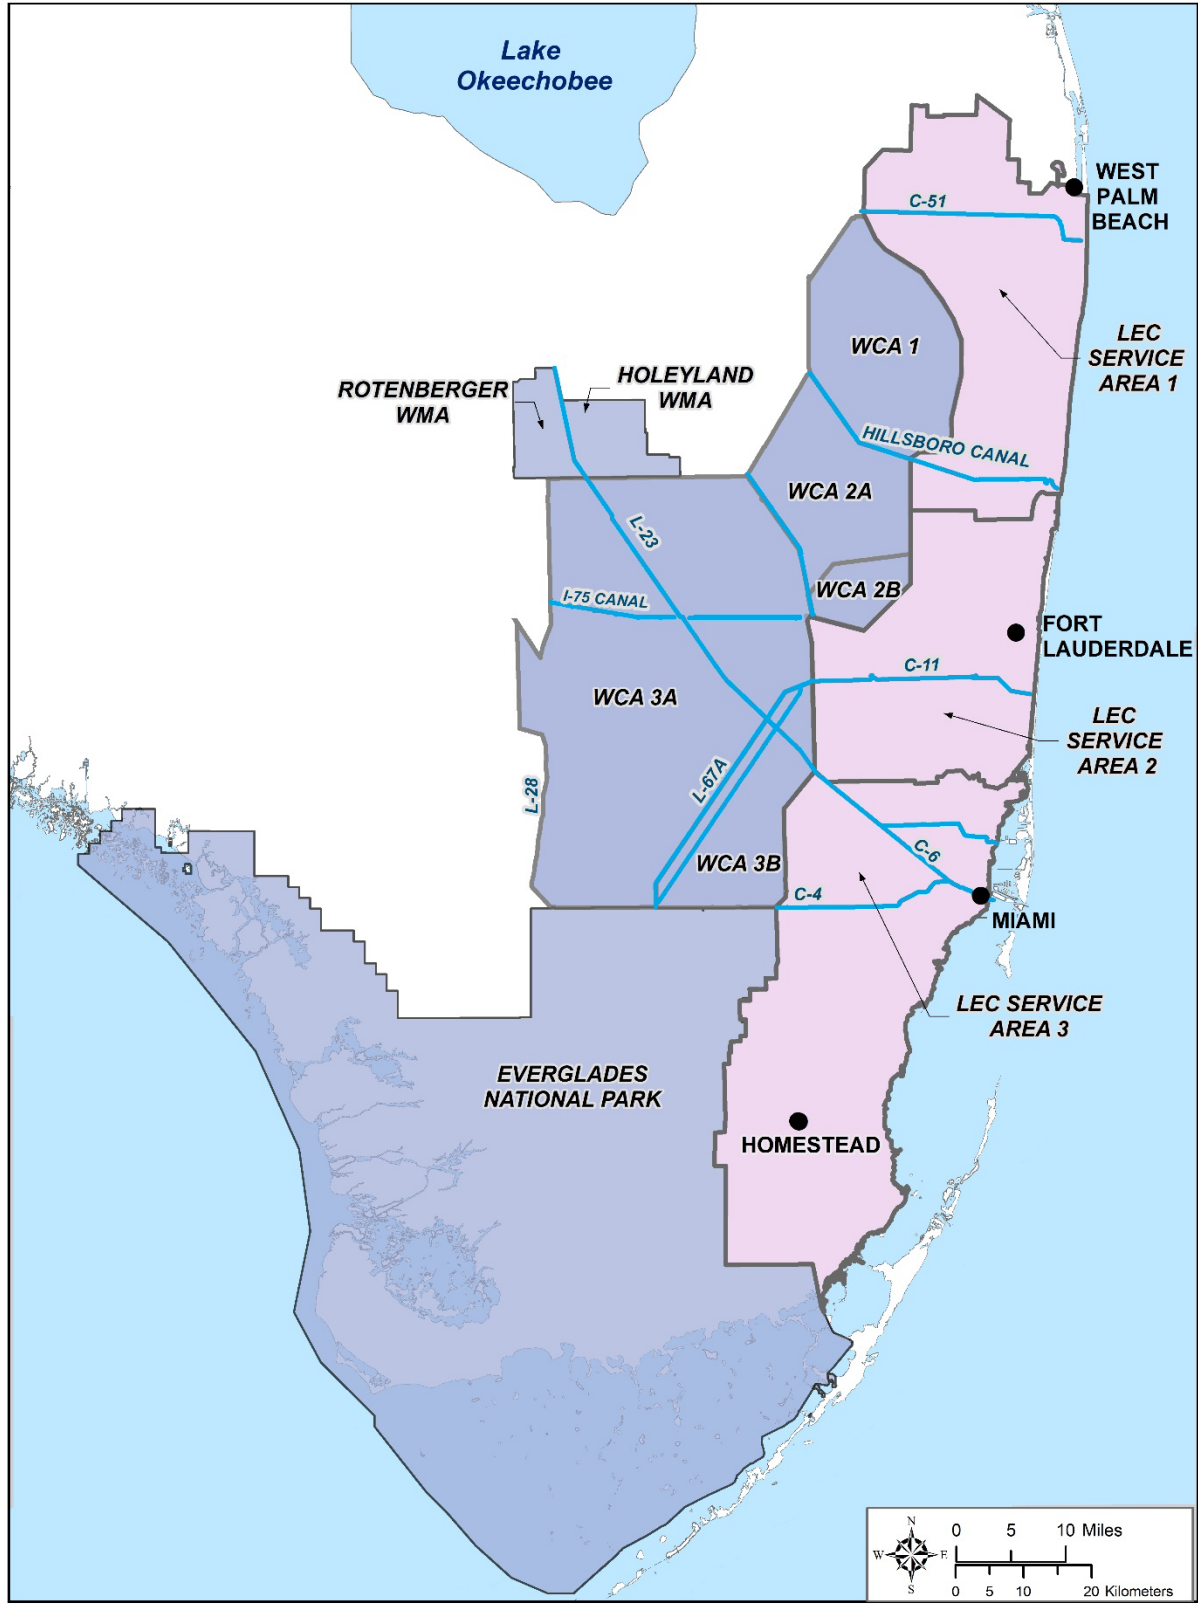 Lake
Okeechobee
WEST
PALM
BEACH
C-51
LEC
SERVICE
AREA 1
WCA 1
ROTENBERGER
WMA
HOLEYLAND
WMA
HILLSBORO CANAL
WCA 2A
L-23
I-75 CANAL
WCA 2B
FORT
LAUDERDALE
C-11
WCA 3A
LEC
SERVICE
AREA 2
L-28
L-67A
WCA 3B
C-6
C-4
MIAMI
LEC SERVICE
AREA 3
EVERGLADES
NATIONAL PARK
HOMESTEAD
N
W
E
S
0 5 10 Miles
0 5 10 20 Kilometers